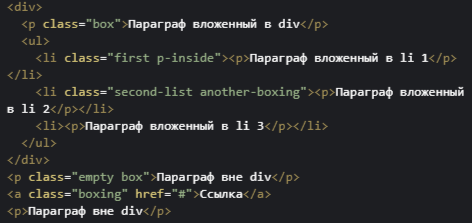 <div>
<p class="box">Параграф вложенный в div</p>
<ul>
<li class="first p-inside"><p>Параграф вложенный в li 1</p>
</li>
<li class="second-list another-boxing"><p>Параграф вложенный
в li 2</p></li>
<li><p>Параграф вложенный в li 3</p></li>
</ul>
</div>
<p class="empty box">Параграф вне div</p>
<a class="boxing" href="#">Ссылка</a>
<p>Параграф вне div</p>